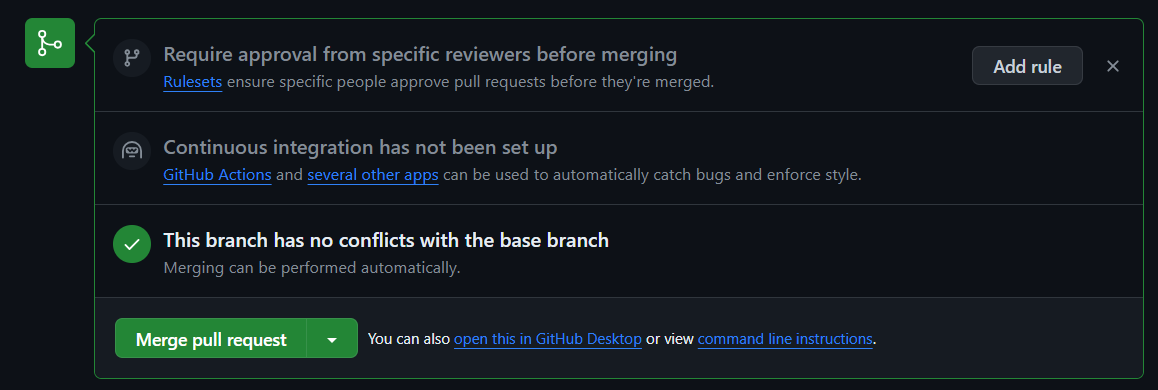 Require approval from specific reviewers before merging
Rulesets ensure specific people approve pull requests before they're merged.
Add rule
Continuous integration has not been set up
GitHub Actions and several other apps can be used to automatically catch bugs and enforce style.
This branch has no conflicts with the base branch
Merging can be performed automatically.
Merge pull request
You can also open this in GitHub Desktop or view command line instructions.